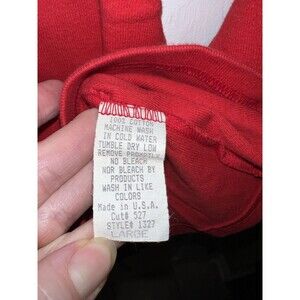 100% COTTON
MACHINE WASH
IN COLD WATER
TUMBLE DRY LOW
REMOVE PROMPTLY
NO BLEACH
NOR BLEACH BY
PRODUCTS
WASH IN LIKE
COLORS
Made in U.S.A.
Cut# 527
STYLE# 1327
LARGE